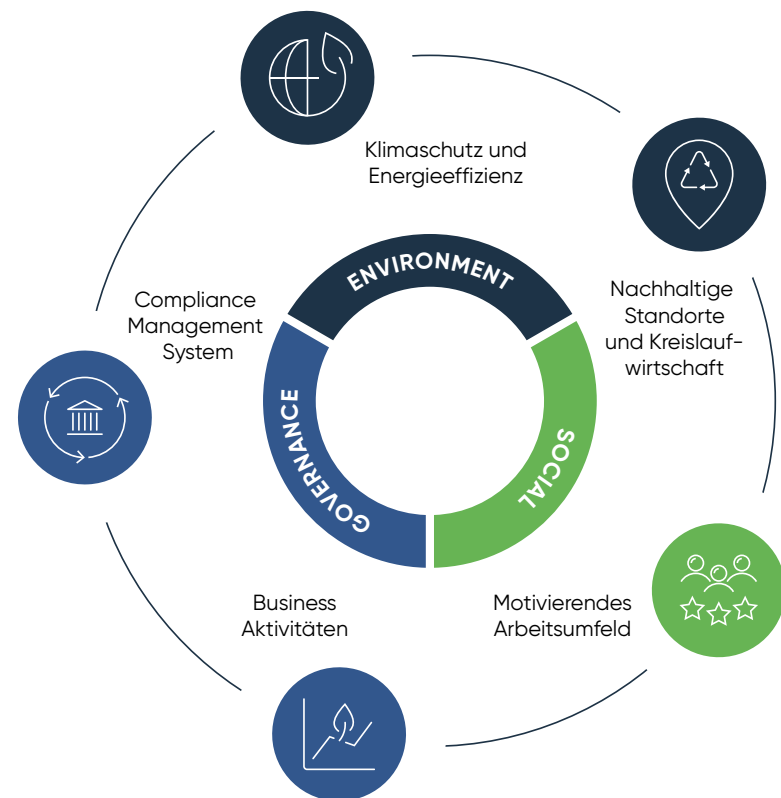 Klimaschutz und
Energieeffizienz
ENVIRONMENT
Nachhaltige
Standorte
und Kreislauf-
wirtschaft
Compliance
Management
System
GOVERNANCE
SOCIAL
Business
Aktivitäten
Motivierendes
Arbeitsumfeld